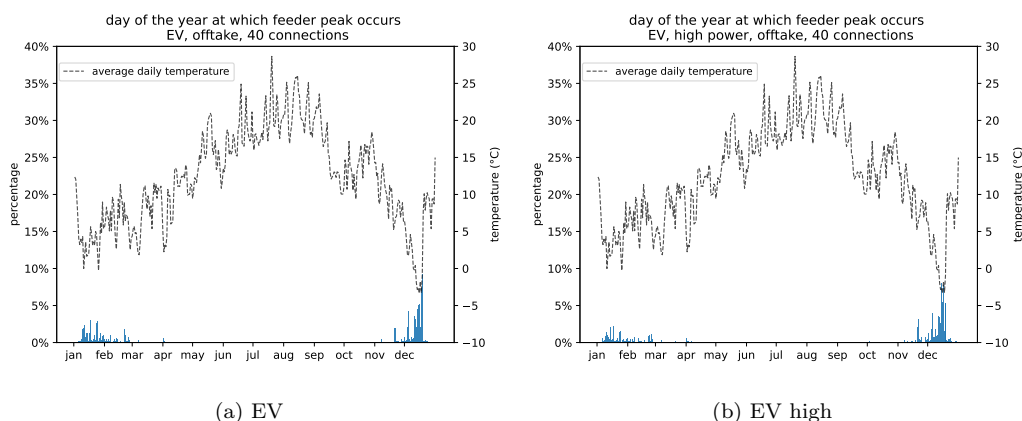 day of the year at which feeder peak occurs
EV, offtake, 40 connections
40%
35%
30%
25%
20%
15%
10%
5%
0%
percentage
average daily temperature
30
25
20
15
10
5
0
−5
−10
temperature (°C)
jan feb mar apr may jun jul aug sep oct nov dec
(a) EV
day of the year at which feeder peak occurs
EV, high power, offtake, 40 connections
40%
35%
30%
25%
20%
15%
10%
5%
0%
percentage
average daily temperature
30
25
20
15
10
5
0
−5
−10
temperature (°C)
jan feb mar apr may jun jul aug sep oct nov dec
(b) EV high